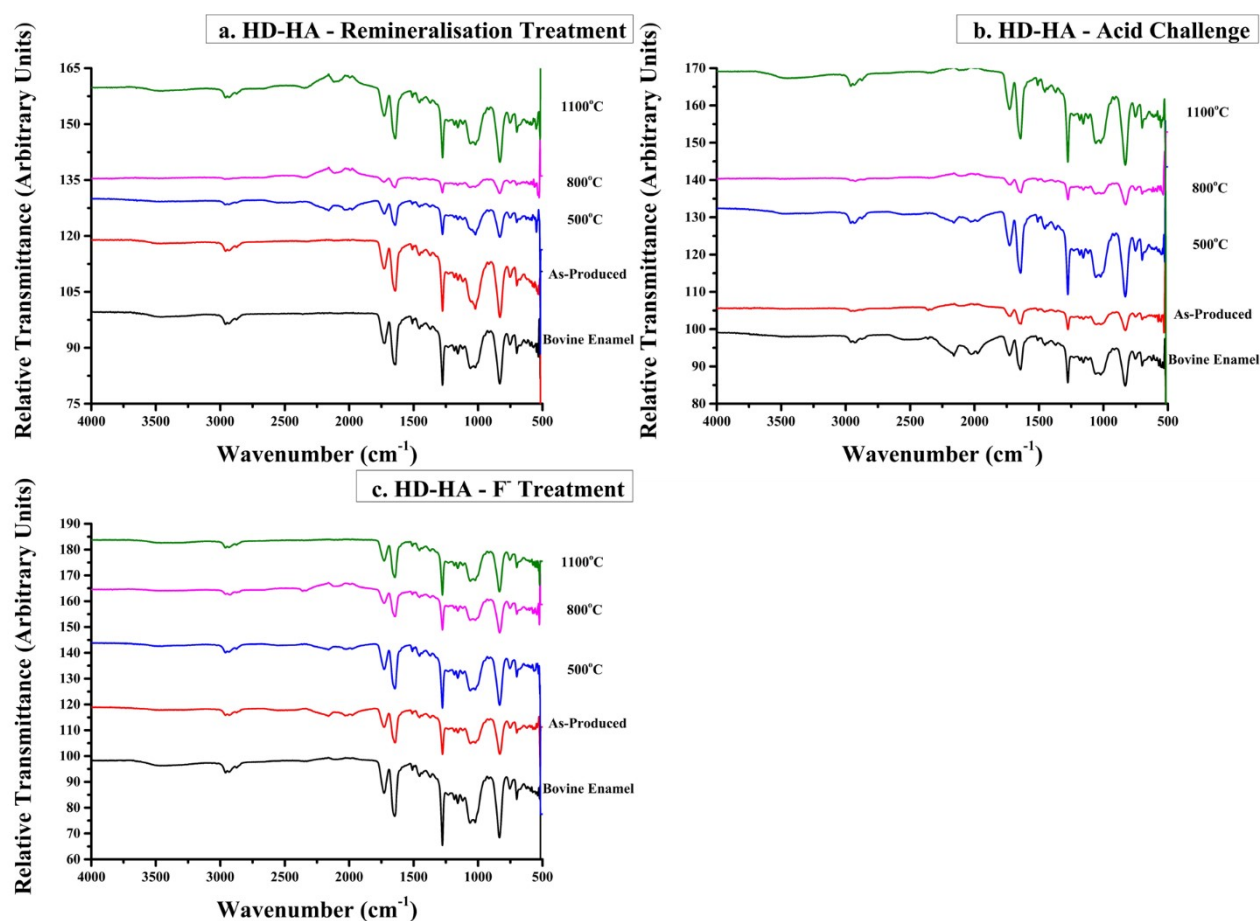 a. HD-HA - Remineralisation Treatment
Relative Transmittance (Arbitrary Units)
165
150
135
120
105
90
75
1100°C
800°C
500°C
As-Produced
Bovine Enamel
4000 3500 3000 2500 2000 1500 1000 500
Wavenumber (cm⁻¹)
b. HD-HA - Acid Challenge
Relative Transmittance (Arbitrary Units)
170
160
150
140
130
120
110
100
90
80
1100°C
800°C
500°C
As-Produced
Bovine Enamel
4000 3500 3000 2500 2000 1500 1000 500
Wavenumber (cm⁻¹)
c. HD-HA - F⁻ Treatment
Relative Transmittance (Arbitrary Units)
190
180
170
160
150
140
130
120
110
100
90
80
70
60
1100°C
800°C
500°C
As-Produced
Bovine Enamel
4000 3500 3000 2500 2000 1500 1000 500
Wavenumber (cm⁻¹)